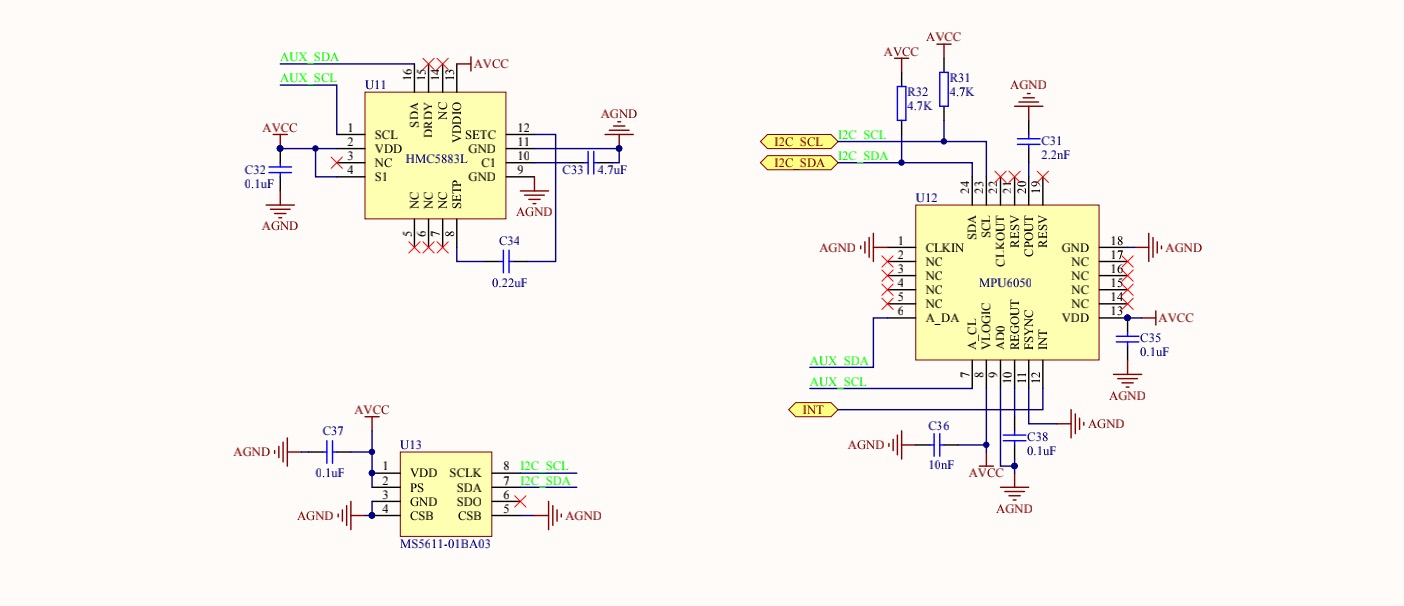 AUX_SDA
AUX_SCL
U11
16
15
14
13
AVCC
SDA
DRDY
NC
VDDIO
AVCC
1
2
3
4
SCL
VDD
NC
S1
HMC5883L
SETC
GND
C1
GND
12
11
10
9
AGND
C33
4.7uF
AGND
C32
0.1uF
AGND
NC
NC
NC
SETP
5
6
7
8
C34
0.22uF
AVCC
AVCC
R32
4.7K
R31
4.7K
AGND
C31
2.2nF
I2C_SCL
I2C_SCL
I2C_SDA
I2C_SDA
U12
24
23
22
21
20
19
SDA
SCL
CLKOUT
RESV
CPOUT
RESV
AGND
1
2
3
4
5
6
CLKIN
NC
NC
NC
NC
A_DA
MPU6050
GND
NC
NC
NC
NC
VDD
18
17
16
15
14
13
AGND
AVCC
C35
0.1uF
AGND
A_CL
VLOGIC
AD0
REGOUT
FSYNC
INT
7
8
9
10
11
12
AUX_SDA
AUX_SCL
INT
AGND
C36
10nF
AVCC
C38
0.1uF
AGND
AGND
AVCC
AGND
C37
0.1uF
U13
1
2
3
4
VDD
PS
GND
CSB
SCLK
SDA
SDO
CSB
8
7
6
5
I2C_SCL
I2C_SDA
AGND
AGND
MS5611-01BA03